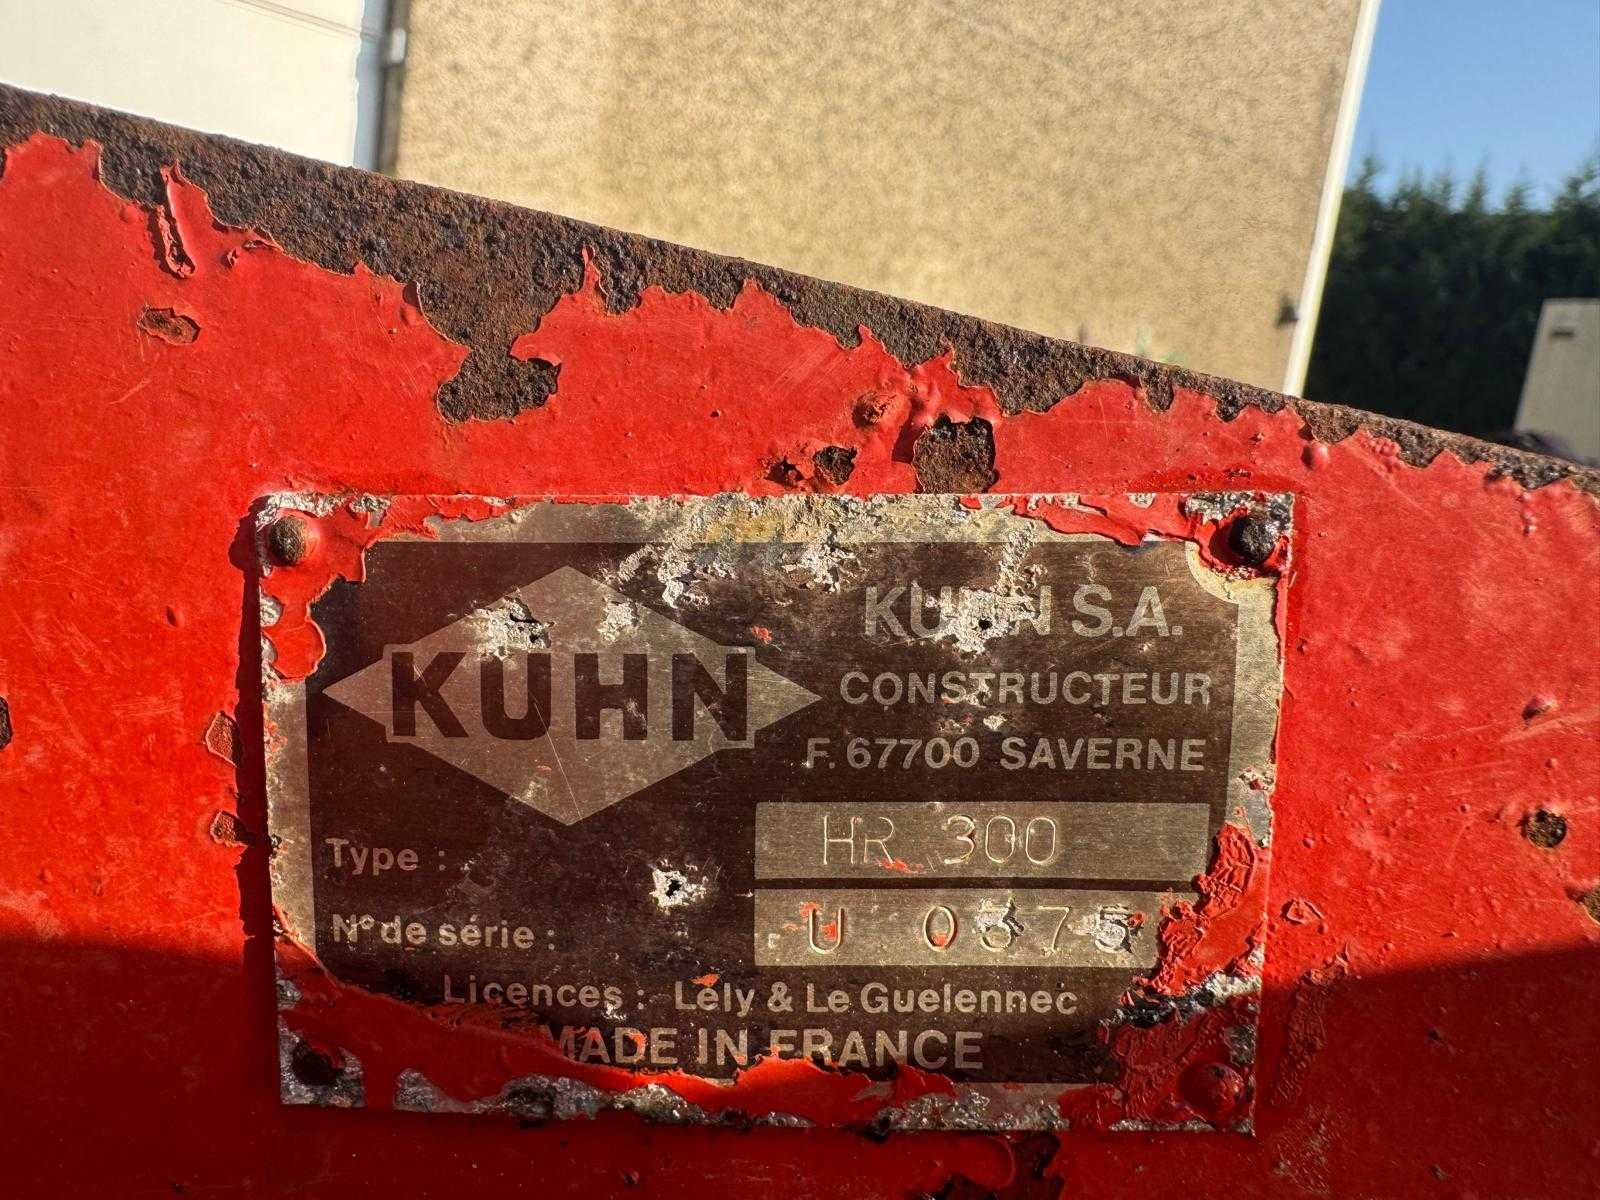 KUHN
KUHN S.A.
CONSTRUCTEUR
F. 67700 SAVERNE
Type : HR 300
N° de série : U 0375
Licences : Lely & Le Guelennec
MADE IN FRANCE